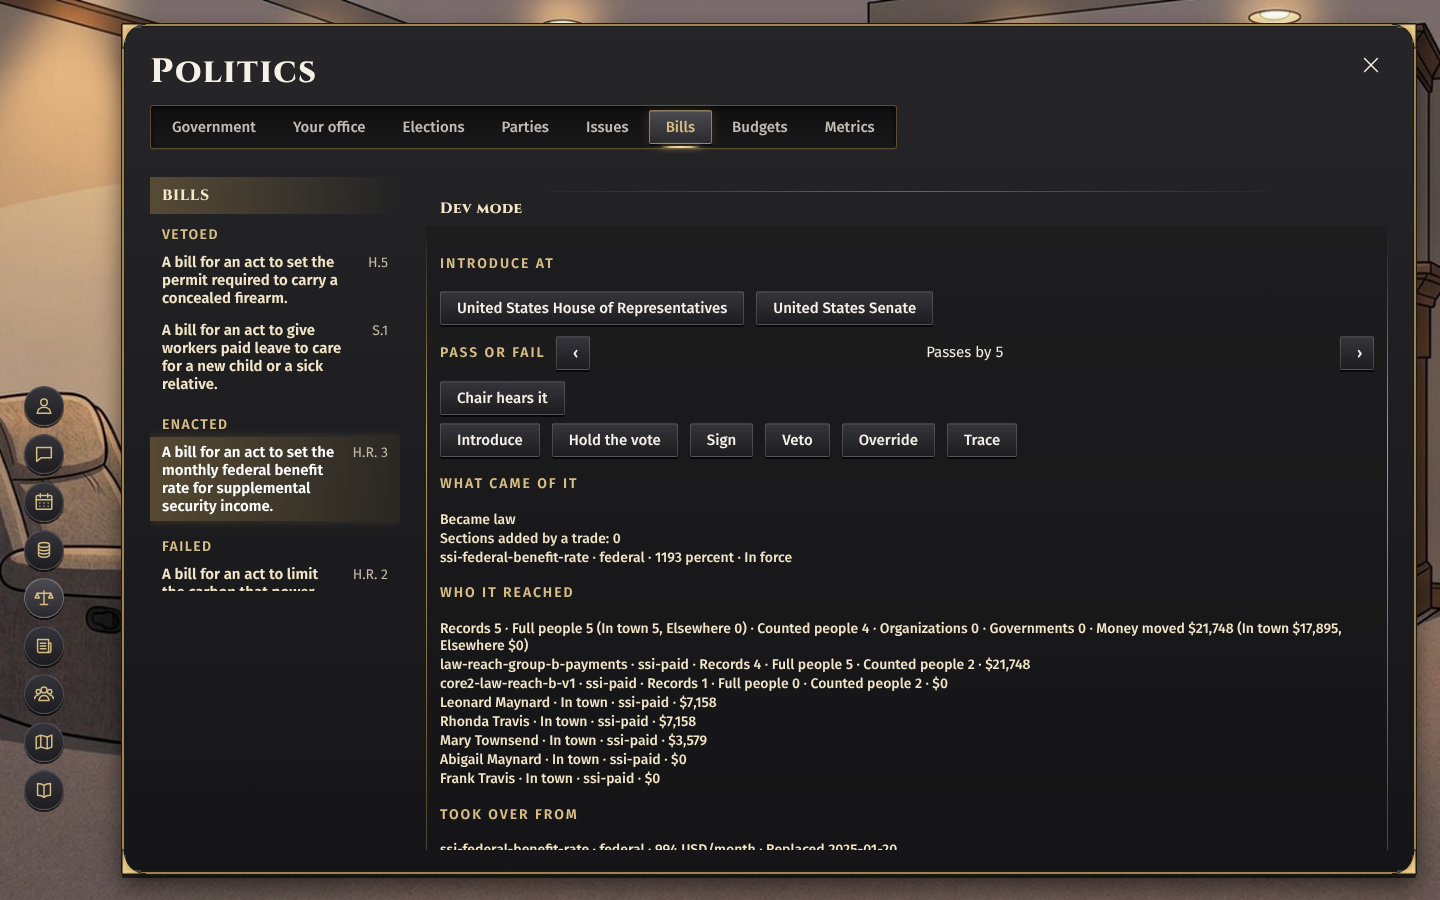 Politics
Government Your office Elections Parties Issues Bills Budgets Metrics
BILLS
VETOED
A bill for an act to set the H.5
permit required to carry a
concealed firearm.
A bill for an act to give S.1
workers paid leave to care
for a new child or a sick
relative.
ENACTED
A bill for an act to set the H.R. 3
monthly federal benefit
rate for supplemental
security income.
FAILED
A bill for an act to limit H.R. 2
the carbon that power
Dev mode
INTRODUCE AT
United States House of Representatives United States Senate
PASS OR FAIL ‹ Passes by 5 ›
Chair hears it
Introduce Hold the vote Sign Veto Override Trace
WHAT CAME OF IT
Became law
Sections added by a trade: 0
ssi-federal-benefit-rate · federal · 1193 percent · In force
WHO IT REACHED
Records 5 · Full people 5 (In town 5, Elsewhere 0) · Counted people 4 · Organizations 0 · Governments 0 · Money moved $21,748 (In town $17,895,
Elsewhere $0)
law-reach-group-b-payments · ssi-paid · Records 4 · Full people 5 · Counted people 2 · $21,748
core2-law-reach-b-v1 · ssi-paid · Records 1 · Full people 0 · Counted people 2 · $0
Leonard Maynard · In town · ssi-paid · $7,158
Rhonda Travis · In town · ssi-paid · $7,158
Mary Townsend · In town · ssi-paid · $3,579
Abigail Maynard · In town · ssi-paid · $0
Frank Travis · In town · ssi-paid · $0
TOOK OVER FROM
ssi-federal-benefit-rate · federal · 994 USD/month · Replaced 2025-01-20